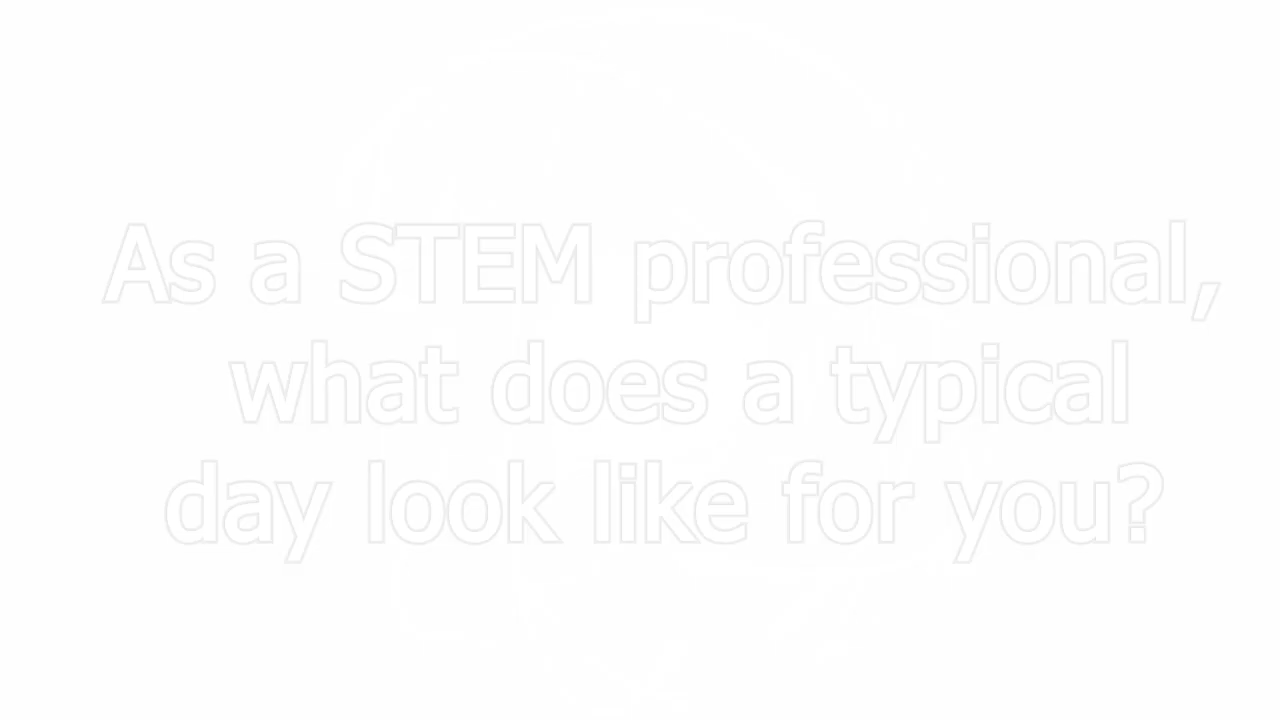 As a STEM professional,
what does a typical
day look like for you?